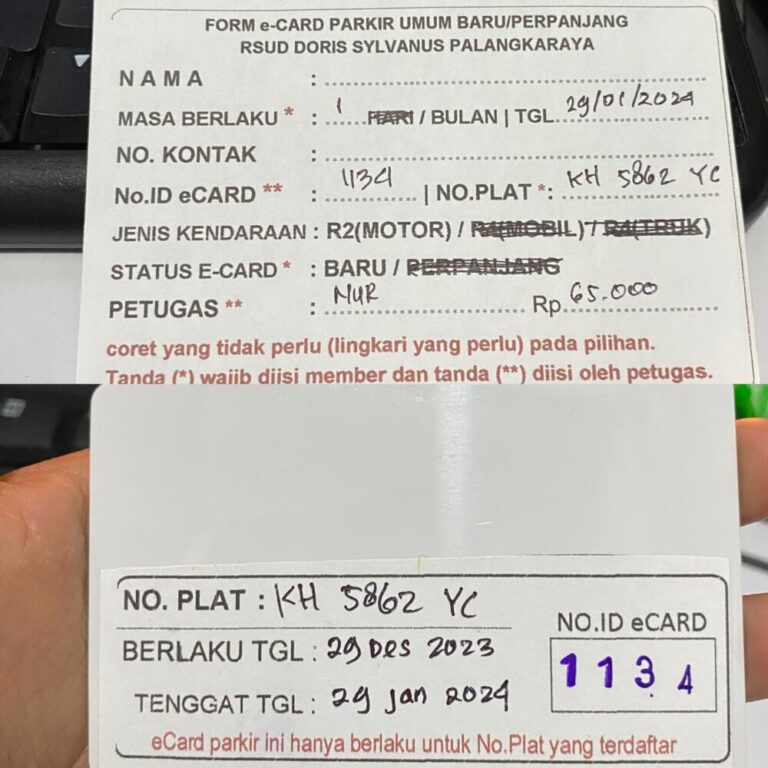 FORM e-CARD PARKIR UMUM BARU/PERPANJANG
RSUD DORIS SYLVANUS PALANGKARAYA
N A M A :
MASA BERLAKU * : 1 HARI / BULAN | TGL 29/01/2024
NO. KONTAK :
No.ID eCARD ** : 1134 | NO.PLAT *: KH 5862 YC
JENIS KENDARAAN : R2(MOTOR) / R4(MOBIL) / R4(TRUK)
STATUS E-CARD * : BARU / PERPANJANG
PETUGAS ** : NUR Rp 65.000
coret yang tidak perlu (lingkari yang perlu) pada pilihan.
Tanda (*) wajib diisi member dan tanda (**) diisi oleh petugas.
NO. PLAT : KH 5862 YC
BERLAKU TGL : 29 Des 2023
TENGGAT TGL : 29 Jan 2024
NO.ID eCARD
1134
eCard parkir ini hanya berlaku untuk No.Plat yang terdaftar